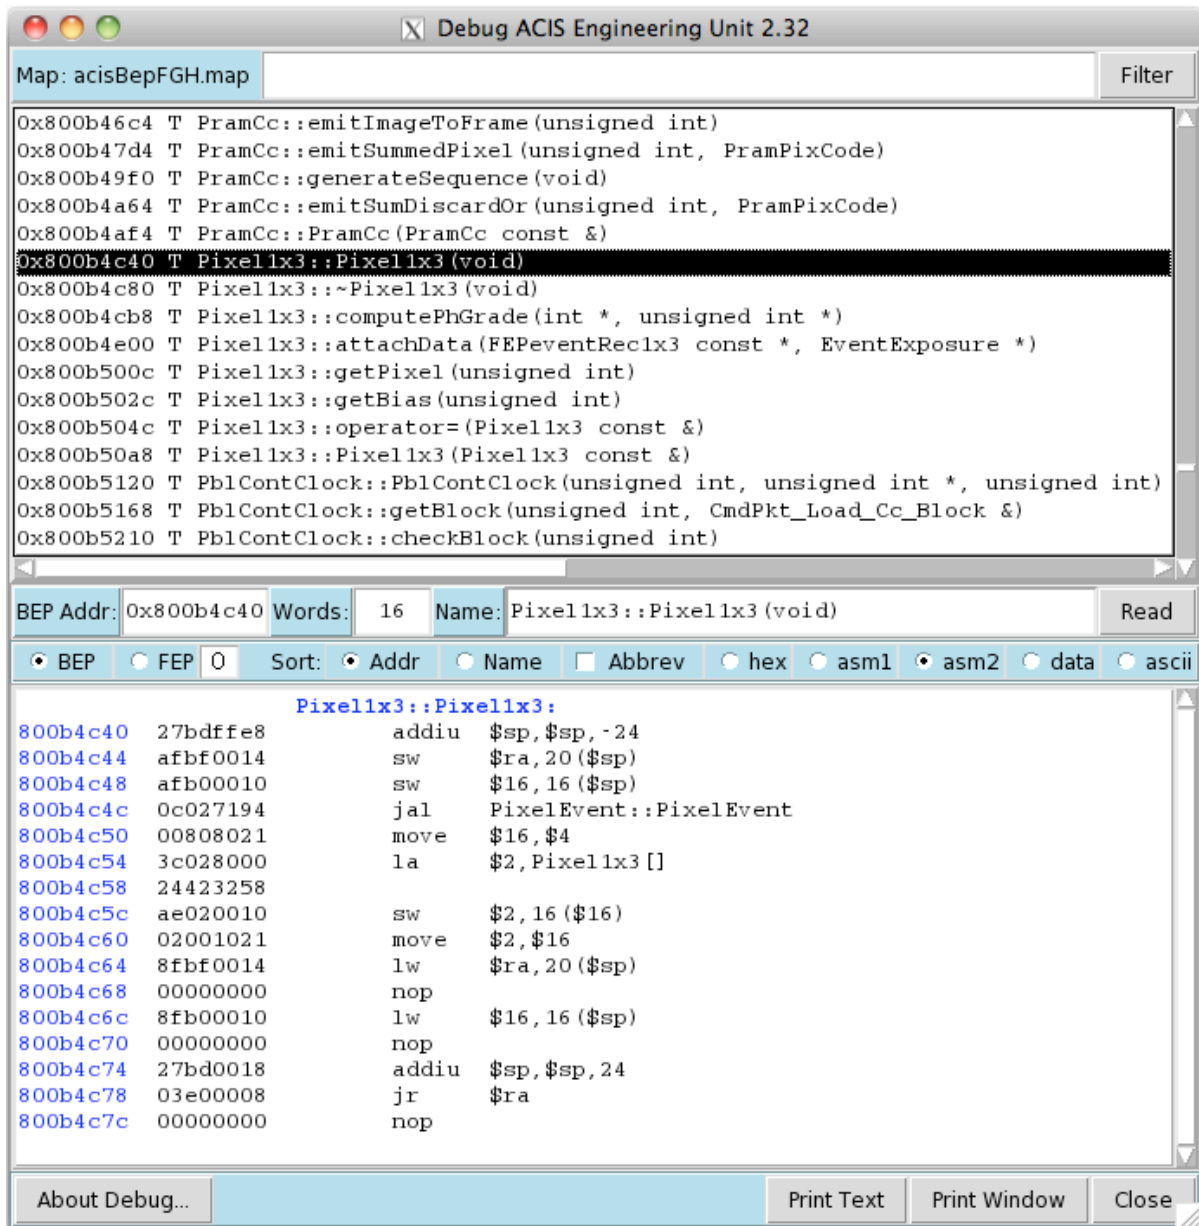 Debug ACIS Engineering Unit 2.32
Map: acisBepFGH.map Filter
0x800b46c4 T PramCc::emitImageToFrame(unsigned int)
0x800b47d4 T PramCc::emitSummedPixel(unsigned int, PramPixCode)
0x800b49f0 T PramCc::generateSequence(void)
0x800b4a64 T PramCc::emitSumDiscardOr(unsigned int, PramPixCode)
0x800b4af4 T PramCc::PramCc(PramCc const &)
0x800b4c40 T Pixel1x3::Pixel1x3(void)
0x800b4c80 T Pixel1x3::~Pixel1x3(void)
0x800b4cb8 T Pixel1x3::computePhGrade(int *, unsigned int *)
0x800b4e00 T Pixel1x3::attachData(FEPeventRec1x3 const *, EventExposure *)
0x800b500c T Pixel1x3::getPixel(unsigned int)
0x800b502c T Pixel1x3::getBias(unsigned int)
0x800b504c T Pixel1x3::operator=(Pixel1x3 const &)
0x800b50a8 T Pixel1x3::Pixel1x3(Pixel1x3 const &)
0x800b5120 T PblContClock::PblContClock(unsigned int, unsigned int *, unsigned int)
0x800b5168 T PblContClock::getBlock(unsigned int, CmdPkt_Load_Cc_Block &)
0x800b5210 T PblContClock::checkBlock(unsigned int)
BEP Addr: 0x800b4c40 Words: 16 Name: Pixel1x3::Pixel1x3(void) Read
BEP FEP 0 Sort: Addr Name Abbrev hex asm1 asm2 data ascii
Pixel1x3::Pixel1x3:
800b4c40 27bdffe8 addiu $sp,$sp,-24
800b4c44 afbf0014 sw $ra,20($sp)
800b4c48 afb00010 sw $16,16($sp)
800b4c4c 0c027194 jal PixelEvent::PixelEvent
800b4c50 00808021 move $16,$4
800b4c54 3c028000 la $2,Pixel1x3[]
800b4c58 24423258
800b4c5c ae020010 sw $2,16($16)
800b4c60 02001021 move $2,$16
800b4c64 8fbf0014 lw $ra,20($sp)
800b4c68 00000000 nop
800b4c6c 8fb00010 lw $16,16($sp)
800b4c70 00000000 nop
800b4c74 27bd0018 addiu $sp,$sp,24
800b4c78 03e00008 jr $ra
800b4c7c 00000000 nop
About Debug... Print Text Print Window Close